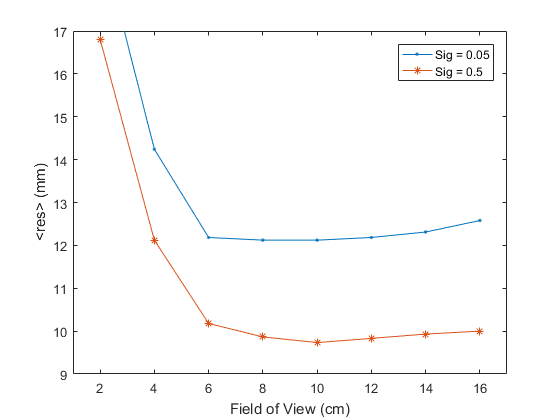 17
16
15
14
13
12
11
10
9
<res> (mm)
Sig = 0.05
Sig = 0.5
2 4 6 8 10 12 14 16
Field of View (cm)